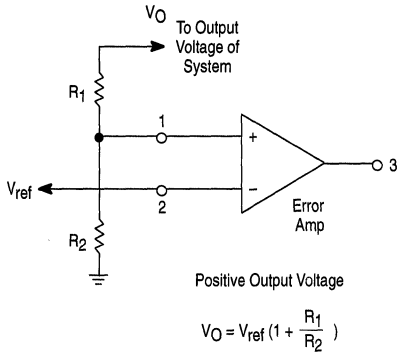 VO
To Output
Voltage of
System
R1
1
+
3
Vref
−
2
Error
Amp
R2
Positive Output Voltage
VO = Vref (1 + R1/R2 )